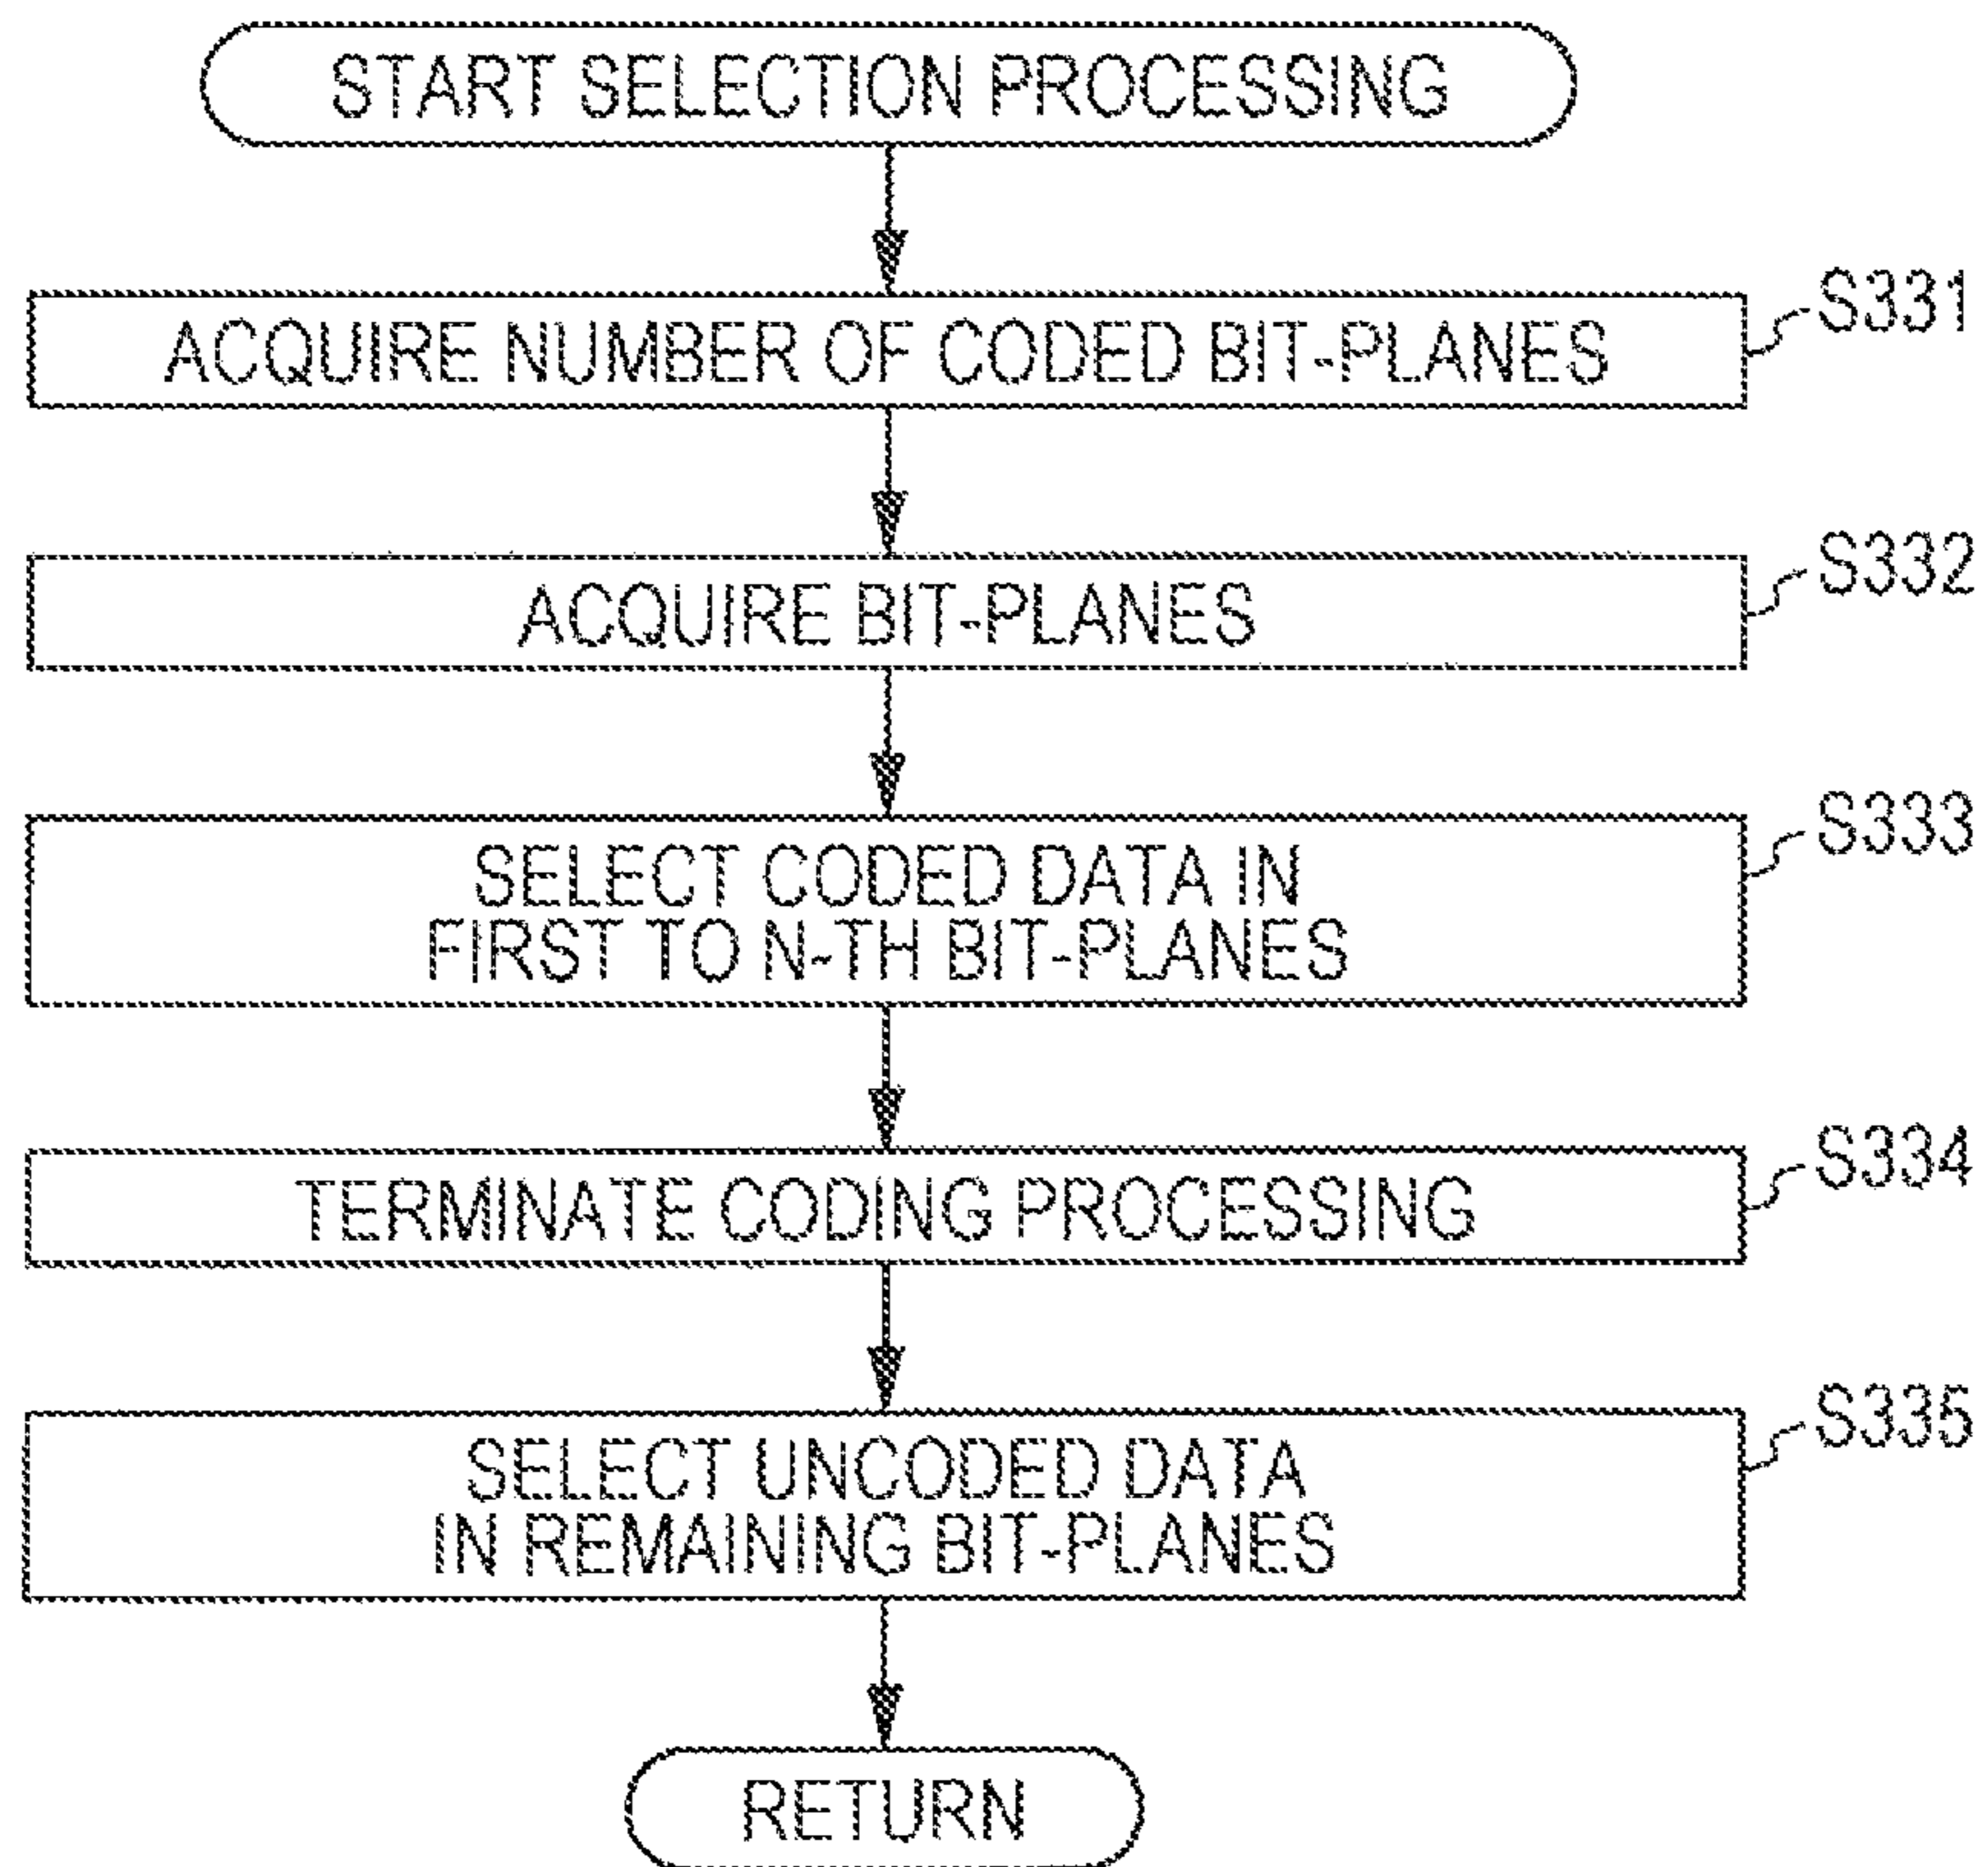 START SELECTION PROCESSING
ACQUIRE NUMBER OF CODED BIT-PLANES
S331
ACQUIRE BIT-PLANES
S332
SELECT CODED DATA IN
FIRST TO N-TH BIT-PLANES
S333
TERMINATE CODING PROCESSING
S334
SELECT UNCODED DATA
IN REMAINING BIT-PLANES
S335
RETURN